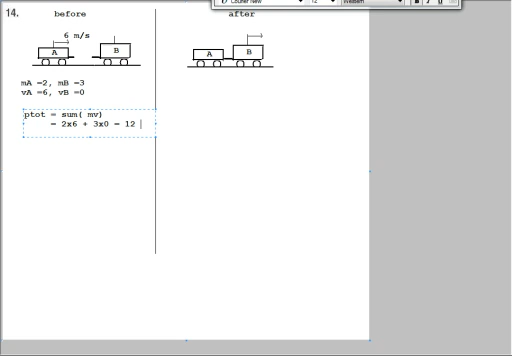 Courier New 12 Western B I U
14. before after
6 m/s
A B A B
mA =2, mB =3
vA =6, vB =0
ptot = sum( mv)
= 2x6 + 3x0 = 12